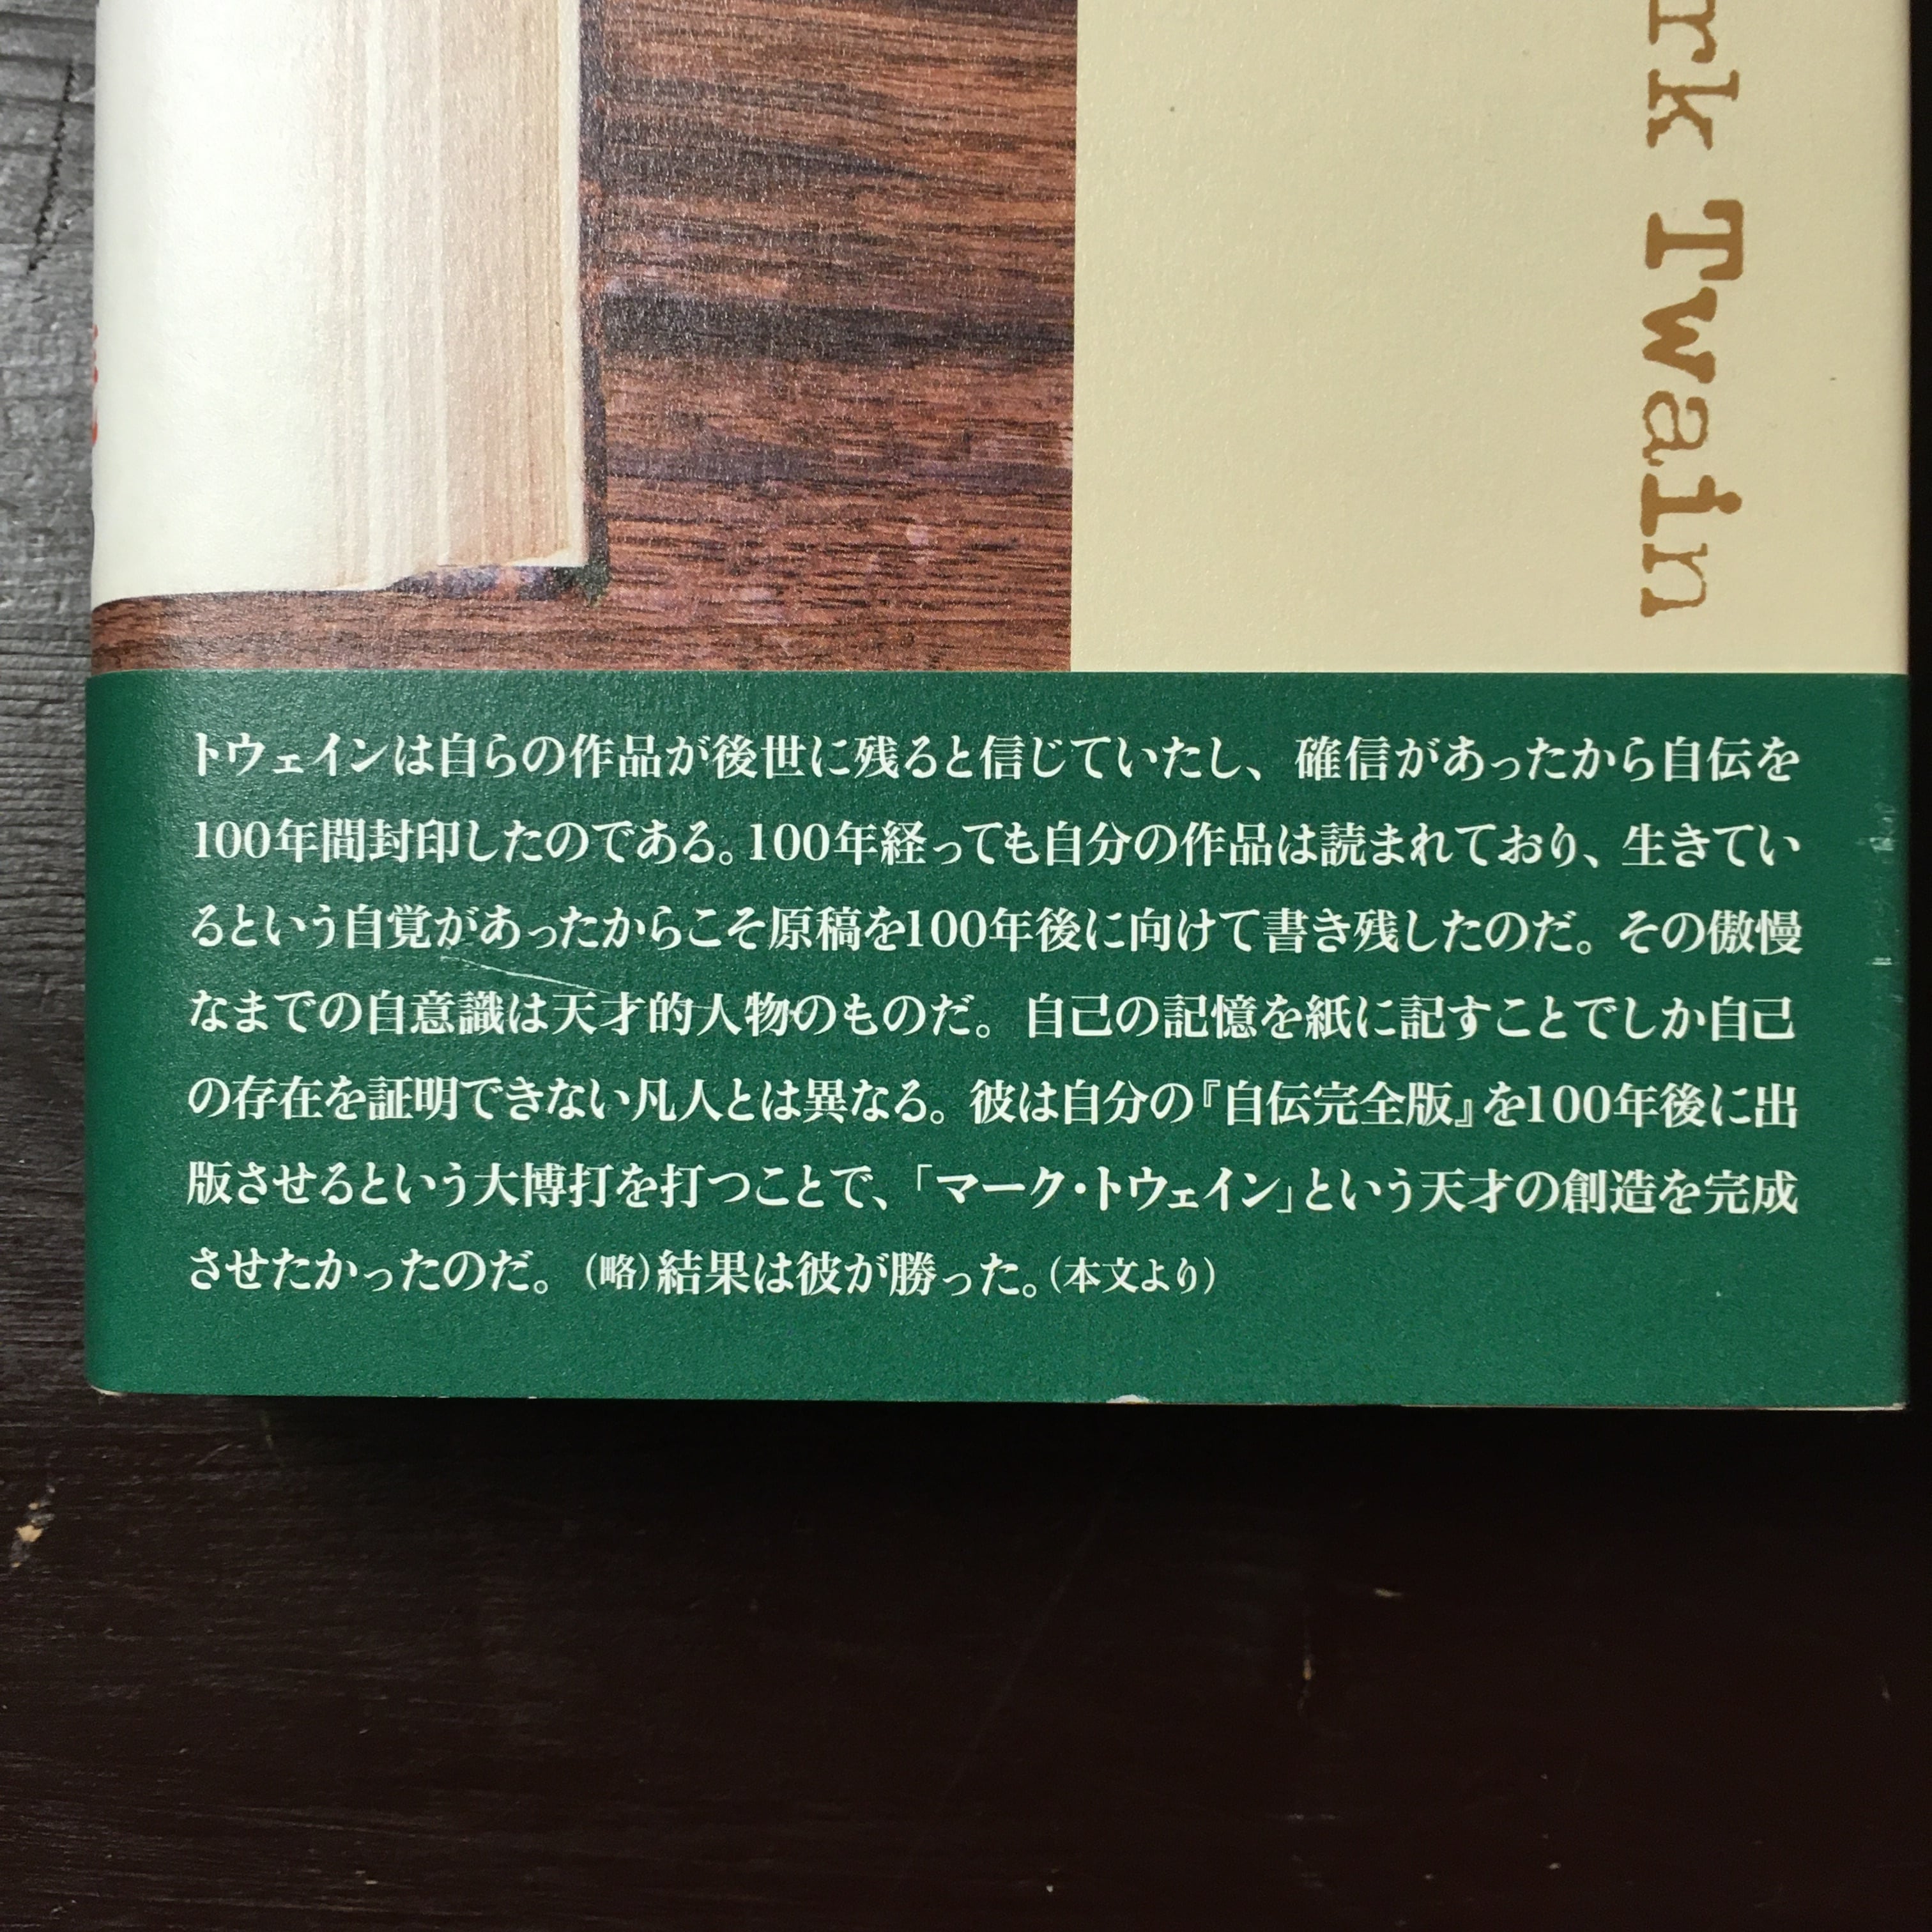 rk Twain
トウェインは自らの作品が後世に残ると信じていたし、確信があったから自伝を
100年間封印したのである。100年経っても自分の作品は読まれており、生きてい
るという自覚があったからこそ原稿を100年後に向けて書き残したのだ。その傲慢
なまでの自意識は天才的人物のものだ。自己の記憶を紙に記すことでしか自己
の存在を証明できない凡人とは異なる。彼は自分の『自伝完全版』を100年後に出
版させるという大博打を打つことで、「マーク・トウェイン」という天才の創造を完成
させたかったのだ。（略）結果は彼が勝った。（本文より）